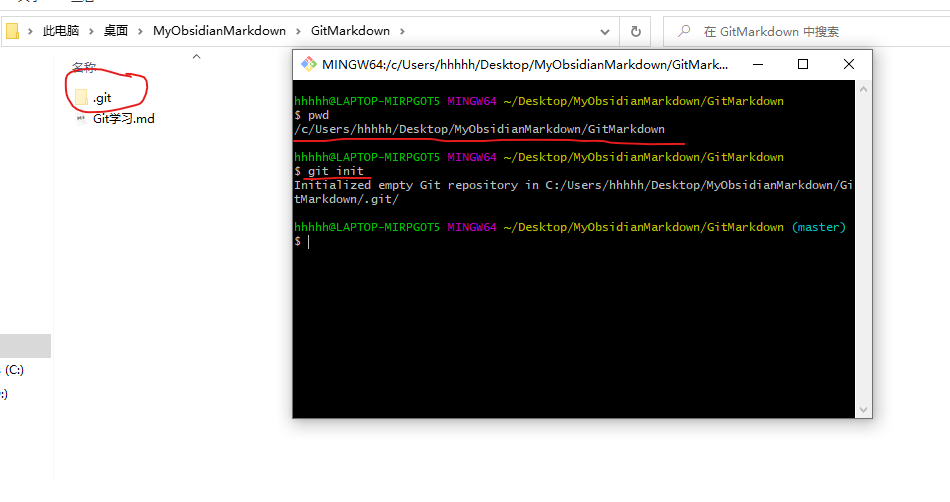 此电脑 > 桌面 > MyObsidianMarkdown > GitMarkdown >
在 GitMarkdown 中搜索
名称
.git
Git学习.md
(C:)
:)
MINGW64:/c/Users/hhhhh/Desktop/MyObsidianMarkdown/GitMark...
hhhhh@LAPTOP-MIRPGOT5 MINGW64 ~/Desktop/MyObsidianMarkdown/GitMarkdown
$ pwd
/c/Users/hhhhh/Desktop/MyObsidianMarkdown/GitMarkdown
hhhhh@LAPTOP-MIRPGOT5 MINGW64 ~/Desktop/MyObsidianMarkdown/GitMarkdown
$ git init
Initialized empty Git repository in C:/Users/hhhhh/Desktop/MyObsidianMarkdown/Gi
tMarkdown/.git/
hhhhh@LAPTOP-MIRPGOT5 MINGW64 ~/Desktop/MyObsidianMarkdown/GitMarkdown (master)
$